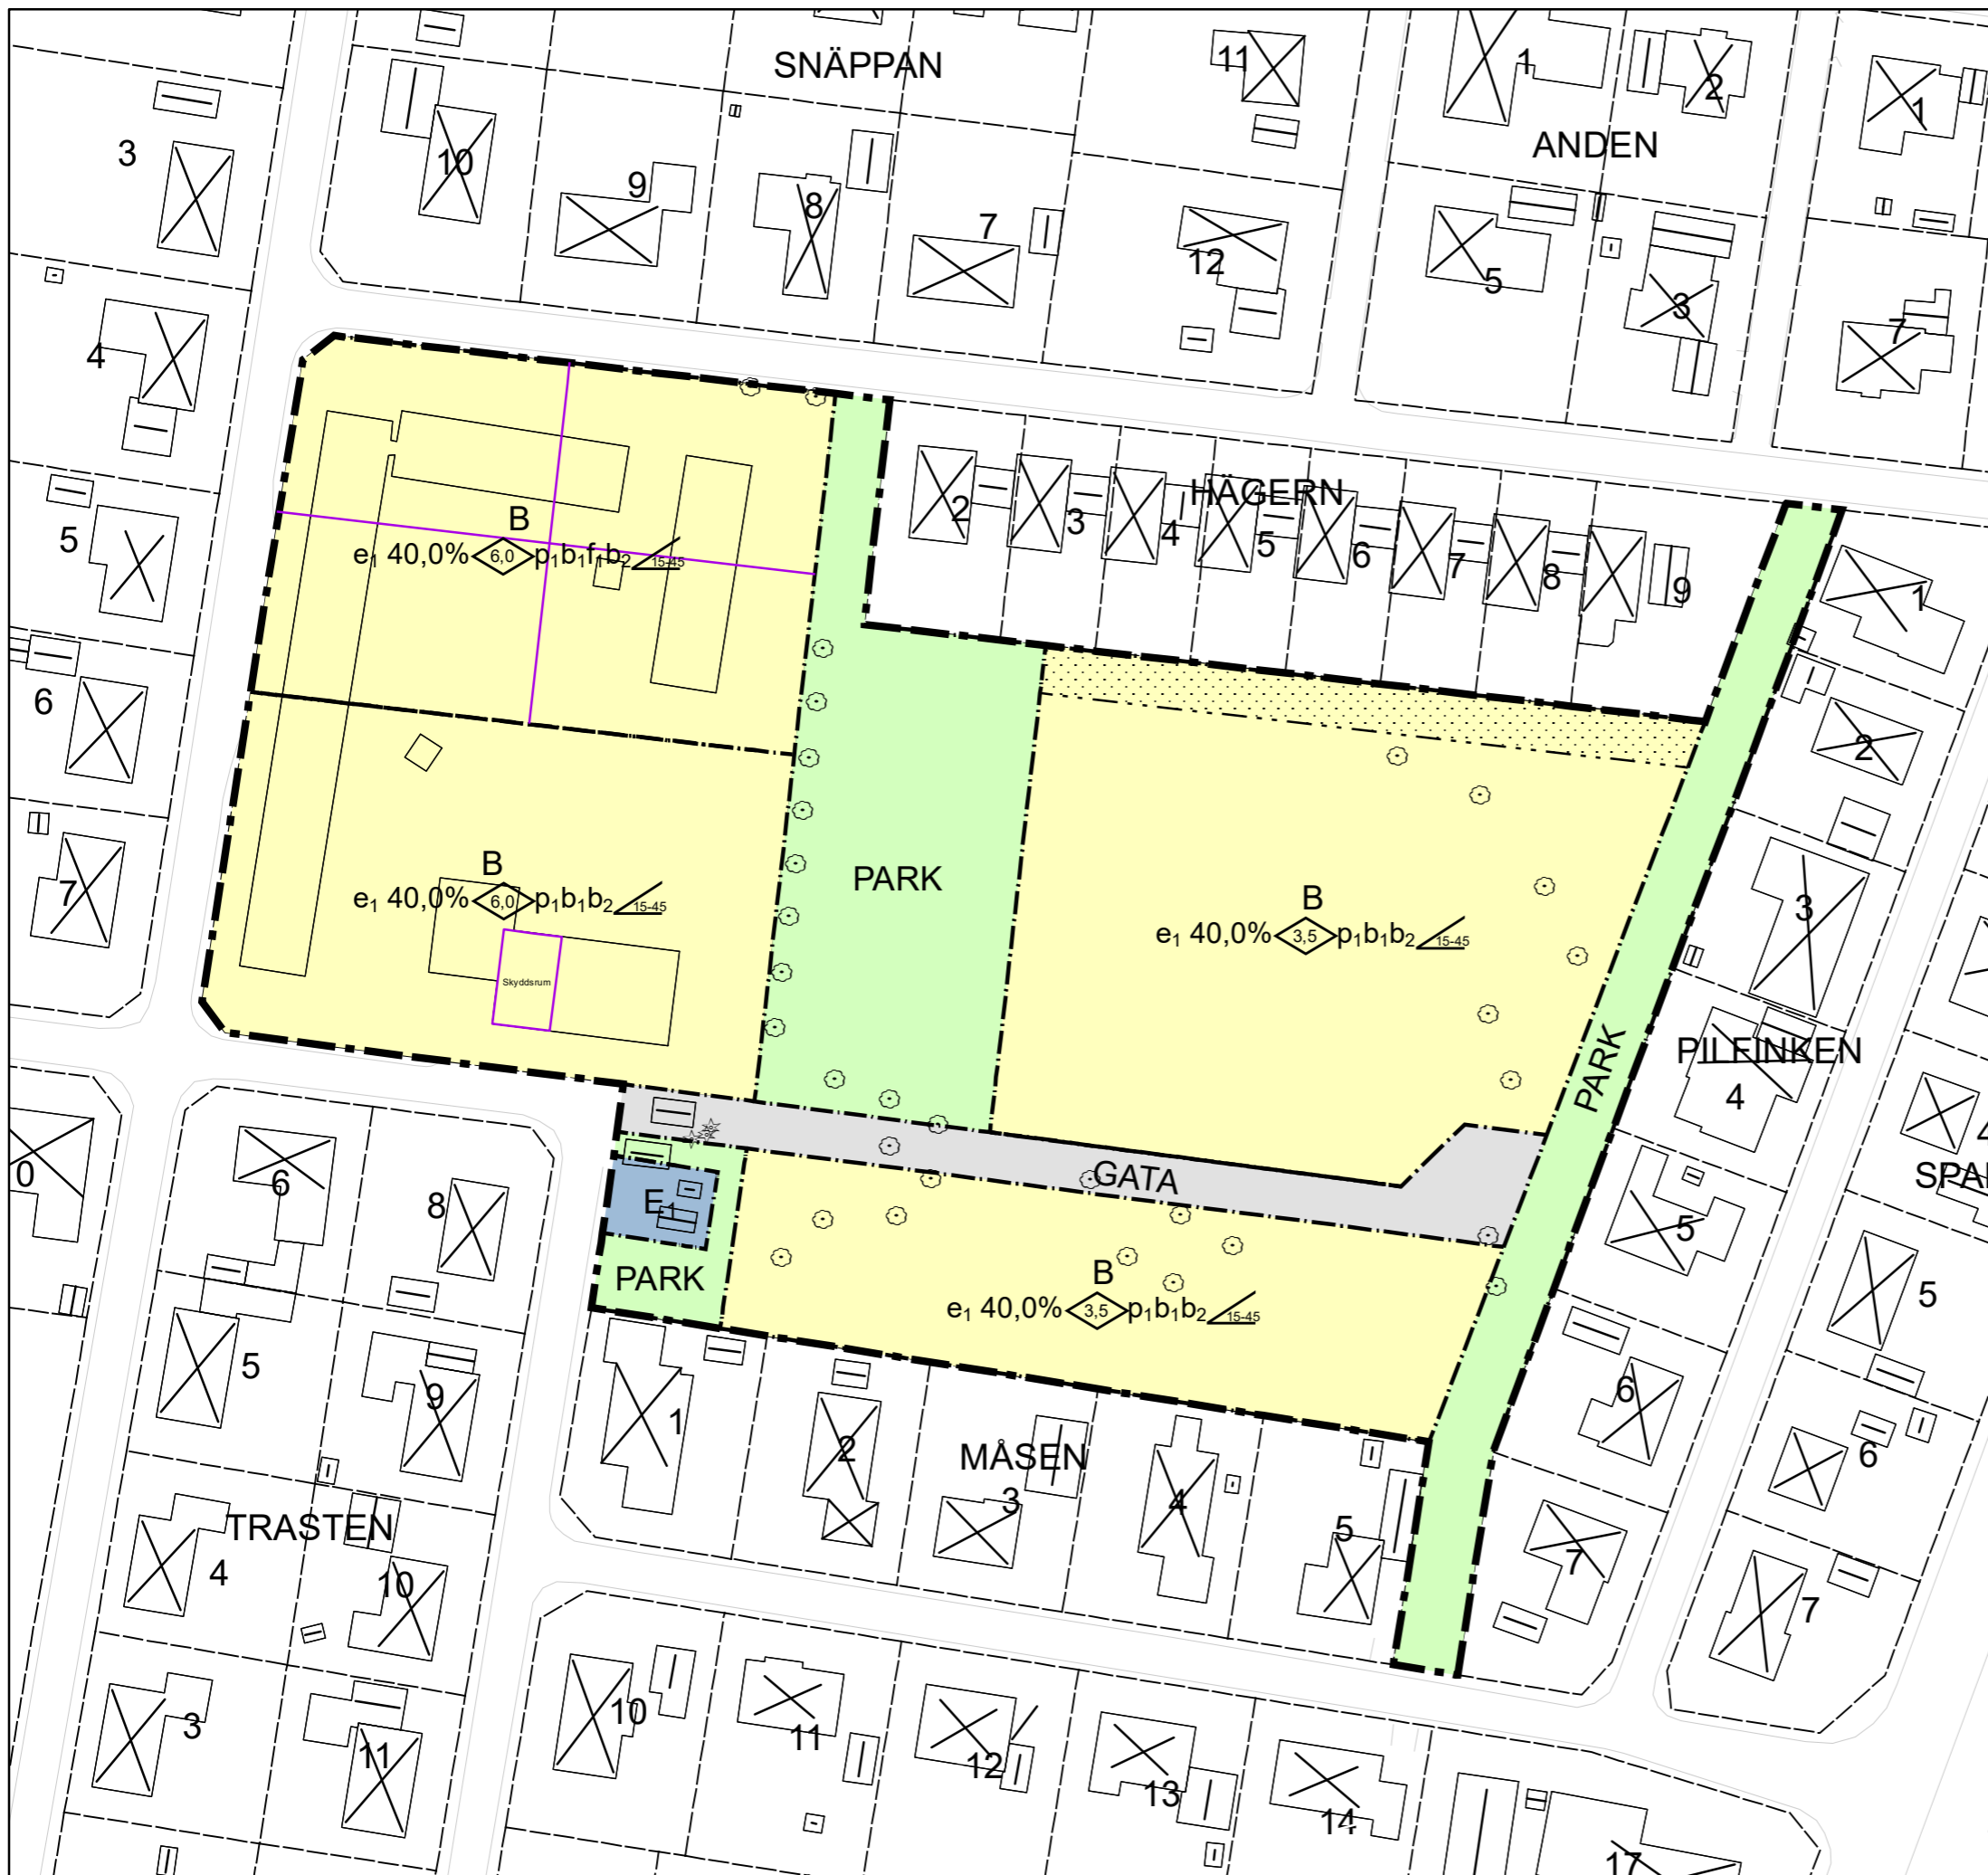 SNÄPPAN
11
1
2
1
ANDEN
3
10
9
8
7
12
5
3
7
4
HÄGERN
2
3
4
5
6
7
8
9
5
B
e₁ 40,0% 6,0 p₁b₁f₁b₂ 15-45
1
6
2
7
B
e₁ 40,0% 6,0 p₁b₁b₂ 15-45
PARK
B
e₁ 40,0% 3,5 p₁b₁b₂ 15-45
3
Skyddsrum
PARK
PILFINKEN
4
4
0
6
8
E₁
GATA
5
SPA
PARK
B
e₁ 40,0% 3,5 p₁b₁b₂ 15-45
5
5
9
1
2
MÅSEN
3
4
5
6
6
TRASTEN
4
10
7
7
3
11
10
11
12
13
14
17